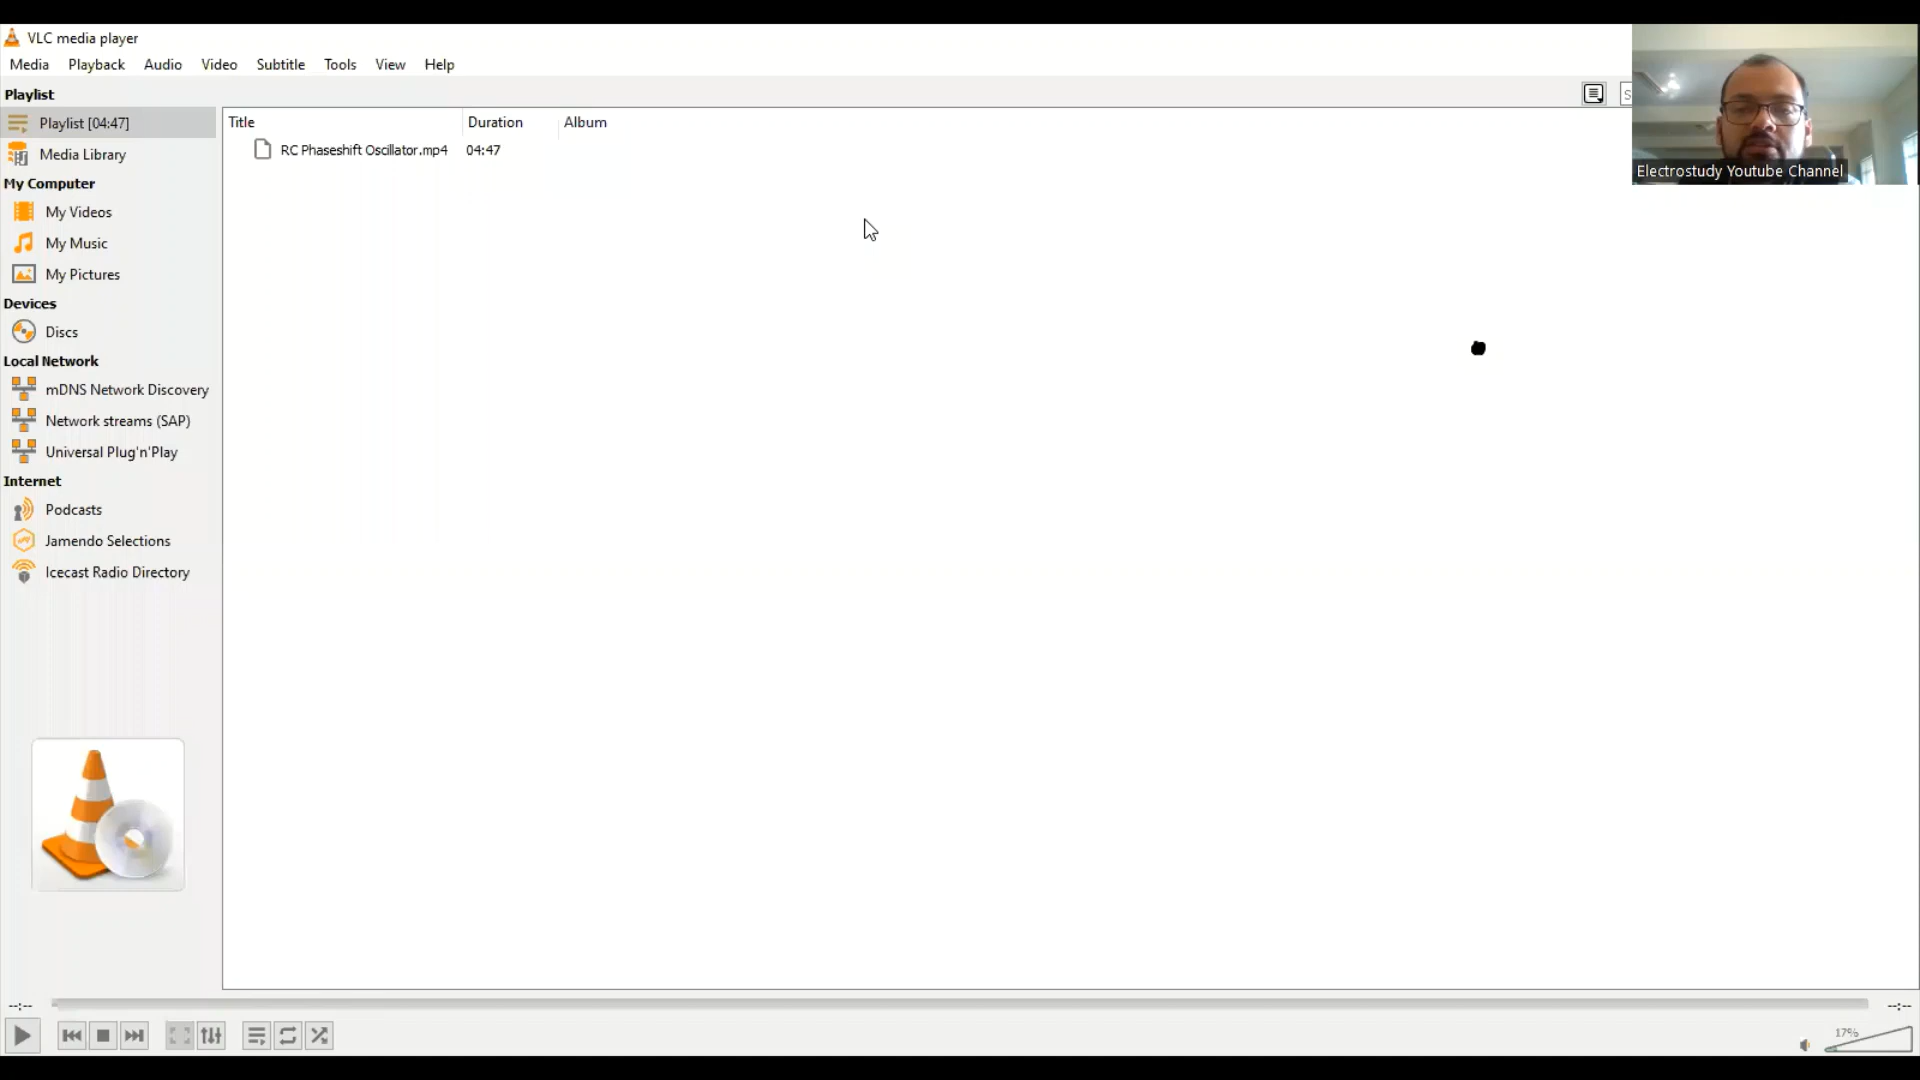 VLC media player
Media Playback Audio Video Subtitle Tools View Help
Playlist
Playlist [04:47]
Media Library
My Computer
My Videos
My Music
My Pictures
Devices
Discs
Local Network
mDNS Network Discovery
Network streams (SAP)
Universal Plug'n'Play
Internet
Podcasts
Jamendo Selections
Icecast Radio Directory
Title Duration Album
RC Phaseshift Oscillator.mp4 04:47
Electrostudy Youtube Channel
--:--
--:--
17%